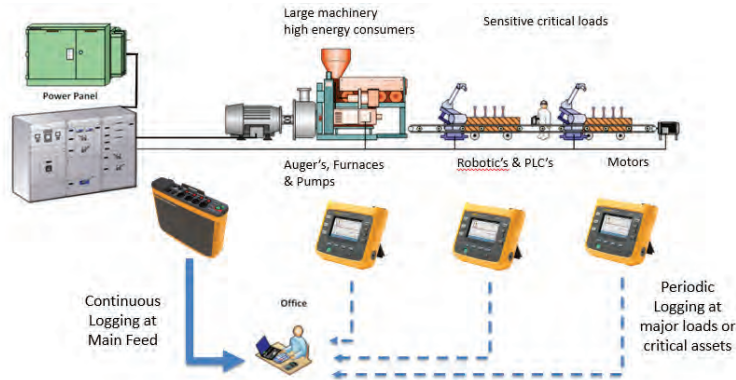 Large machinery
high energy consumers
Sensitive critical loads
Power Panel
Auger's, Furnaces
& Pumps
Robotic's & PLC's
Motors
Continuous
Logging at
Main Feed
Office
Periodic
Logging at
major loads or
critical assets